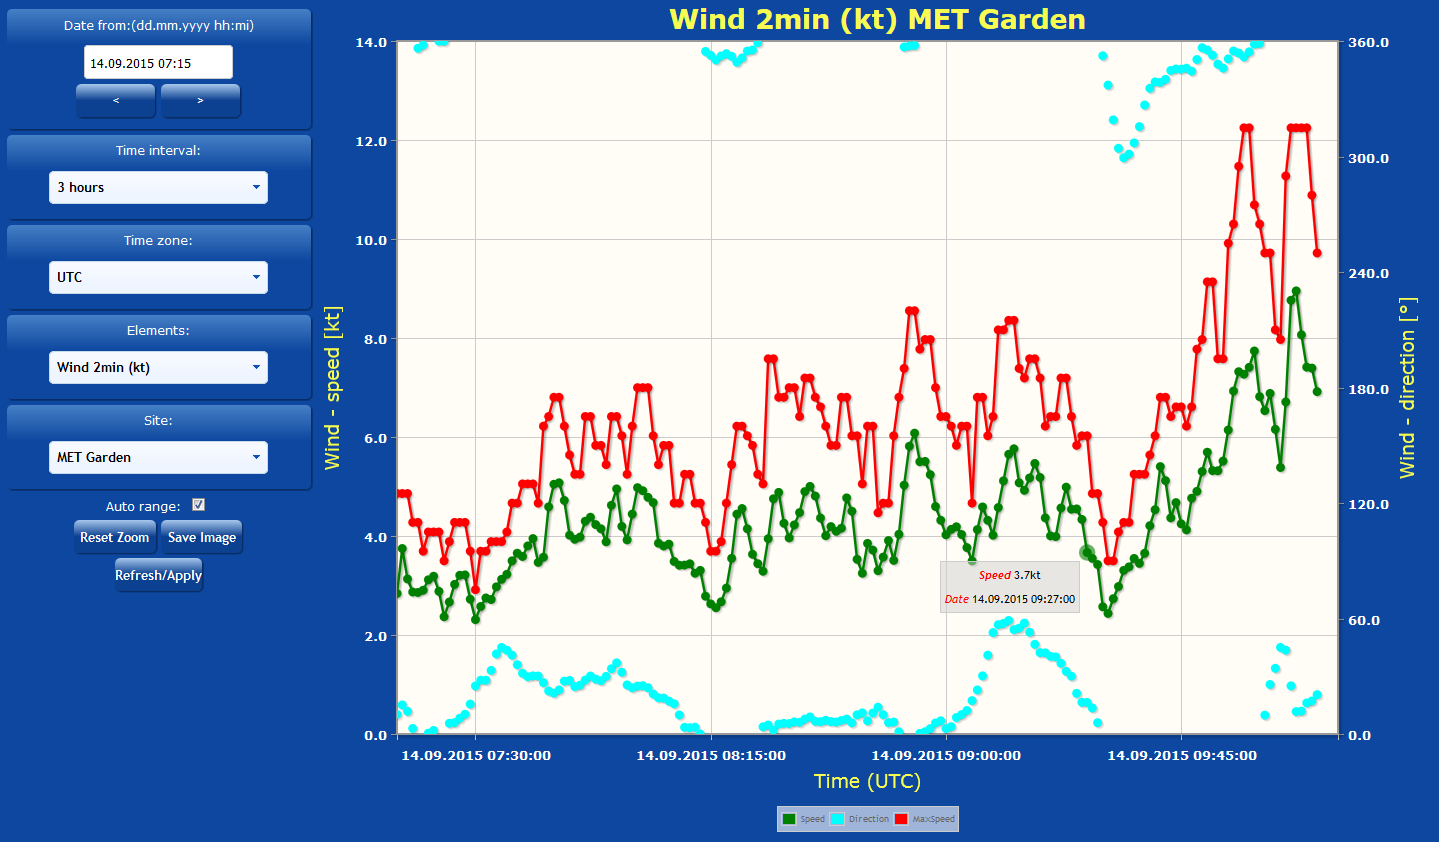 Wind 2min (kt) MET Garden
Date from:(dd.mm.yyyy hh:mi)
14.09.2015 07:15
< >
Time interval:
3 hours
Time zone:
UTC
Elements:
Wind 2min (kt)
Site:
MET Garden
Auto range:
Reset Zoom Save Image
Refresh/Apply
Wind - speed [kt]
14.0
12.0
10.0
8.0
6.0
4.0
2.0
0.0
Speed 3.7kt
Date 14.09.2015 09:27:00
360.0
300.0
240.0
180.0
120.0
60.0
0.0
Wind - direction [°]
14.09.2015 07:30:00 14.09.2015 08:15:00 14.09.2015 09:00:00 14.09.2015 09:45:00
Time (UTC)
Speed Direction MaxSpeed